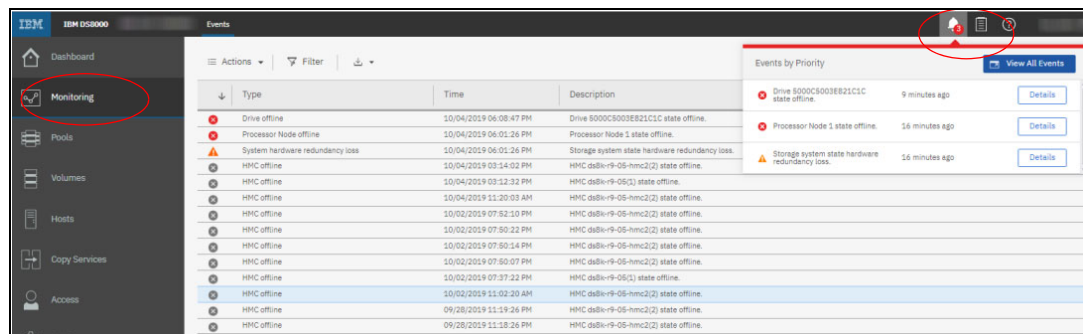 IBM IBM DS8000 Events 3
Dashboard
Monitoring
Pools
Volumes
Hosts
Copy Services
Access
Actions Filter
Type Time Description
Drive offline 10/04/2019 06:08:47 PM Drive 5000C5003E821C1C state offline.
Processor Node offline 10/04/2019 06:01:26 PM Processor Node 1 state offline.
System hardware redundancy loss 10/04/2019 06:01:26 PM Storage system state hardware redundancy loss.
HMC offline 10/04/2019 03:14:02 PM HMC ds8k-r9-05-hmc2(2) state offline.
HMC offline 10/04/2019 03:12:32 PM HMC ds8k-r9-05(1) state offline.
HMC offline 10/04/2019 11:20:03 AM HMC ds8k-r9-05-hmc2(2) state offline.
HMC offline 10/02/2019 07:52:10 PM HMC ds8k-r9-05-hmc2(2) state offline.
HMC offline 10/02/2019 07:50:22 PM HMC ds8k-r9-05-hmc2(2) state offline.
HMC offline 10/02/2019 07:50:14 PM HMC ds8k-r9-05-hmc2(2) state offline.
HMC offline 10/02/2019 07:50:07 PM HMC ds8k-r9-05-hmc2(2) state offline.
HMC offline 10/02/2019 07:37:22 PM HMC ds8k-r9-05(1) state offline.
HMC offline 10/02/2019 11:02:20 AM HMC ds8k-r9-05-hmc2(2) state offline.
HMC offline 09/28/2019 11:19:26 PM HMC ds8k-r9-05-hmc2(2) state offline.
HMC offline 09/28/2019 11:18:26 PM HMC ds8k-r9-05-hmc2(2) state offline.
Events by Priority View All Events
Drive 5000C5003E821C1C
state offline. 9 minutes ago Details
Processor Node 1 state offline. 16 minutes ago Details
Storage system state hardware
redundancy loss. 16 minutes ago Details